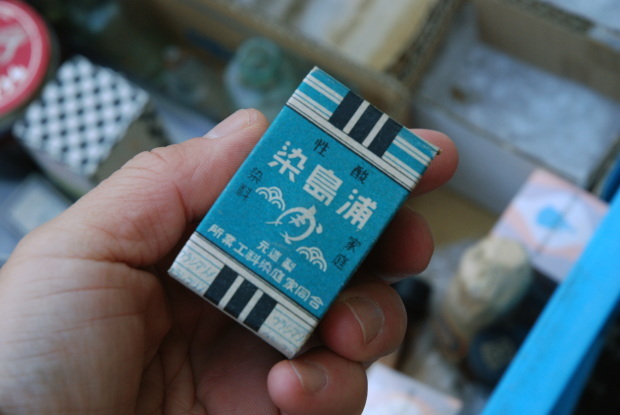 酸性
浦島染
家庭
染料
製造元
合同家庭染料工業所